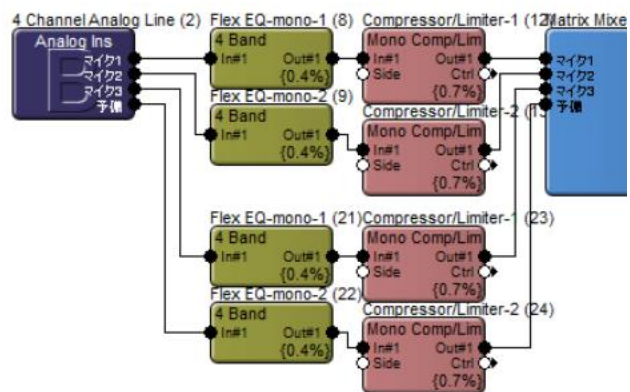 4 Channel Analog Line (2)
Analog Ins
マイク1
マイク2
マイク3
予備
Flex EQ-mono-1 (8)
4 Band
In#1 Out#1
{0.4%}
Flex EQ-mono-2 (9)
4 Band
In#1 Out#1
{0.4%}
Flex EQ-mono-1 (21)
4 Band
In#1 Out#1
{0.4%}
Flex EQ-mono-2 (22)
4 Band
In#1 Out#1
{0.4%}
Compressor/Limiter-1 (12)
Mono Comp/Lim
In#1 Out#1
Side Ctrl
{0.7%}
Compressor/Limiter-2
Mono Comp/Lim
In#1 Out#1
Side Ctrl
{0.7%}
Compressor/Limiter-1 (23)
Mono Comp/Lim
In#1 Out#1
Side Ctrl
{0.7%}
Compressor/Limiter-2 (24)
Mono Comp/Lim
In#1 Out#1
Side Ctrl
{0.7%}
Matrix Mixe
マイク1
マイク2
マイク3
予備